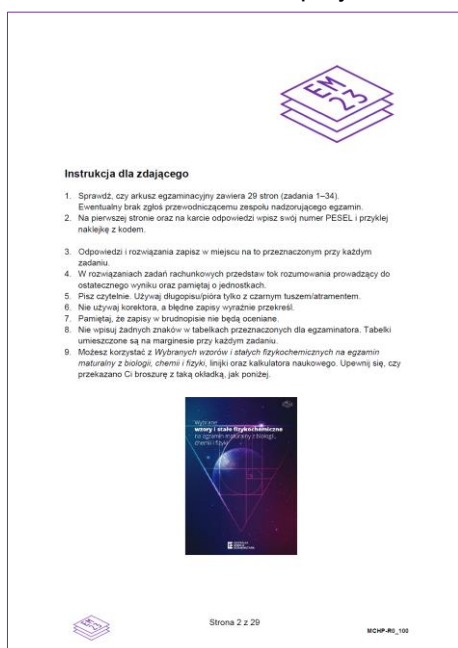 EM
23
Instrukcja dla zdającego
1. Sprawdź, czy arkusz egzaminacyjny zawiera 29 stron (zadania 1–34).
Ewentualny brak zgłoś przewodniczącemu zespołu nadzorującego egzamin.
2. Na pierwszej stronie oraz na karcie odpowiedzi wpisz swój numer PESEL i przyklej
naklejkę z kodem.
3. Odpowiedzi i rozwiązania zapisz w miejscu na to przeznaczonym przy każdym
zadaniu.
4. W rozwiązaniach zadań rachunkowych przedstaw tok rozumowania prowadzący do
ostatecznego wyniku oraz pamiętaj o jednostkach.
5. Pisz czytelnie. Używaj długopisu/pióra tylko z czarnym tuszem/atramentem.
6. Nie używaj korektora, a błędne zapisy wyraźnie przekreśl.
7. Pamiętaj, że zapisy w brudnopisie nie będą oceniane.
8. Nie wpisuj żadnych znaków w tabelkach przeznaczonych dla egzaminatora. Tabelki
umieszczone są na marginesie przy każdym zadaniu.
9. Możesz korzystać z Wybranych wzorów i stałych fizykochemicznych na egzamin
maturalny z biologii, chemii i fizyki, linijki oraz kalkulatora naukowego. Upewnij się, czy
przekazano Ci broszurę z taką okładką, jak poniżej.
Wybrane
wzory i stałe fizykochemiczne
na egzamin maturalny z biologii,
chemii i fizyki
Strona 2 z 29
MCHP-R0_100